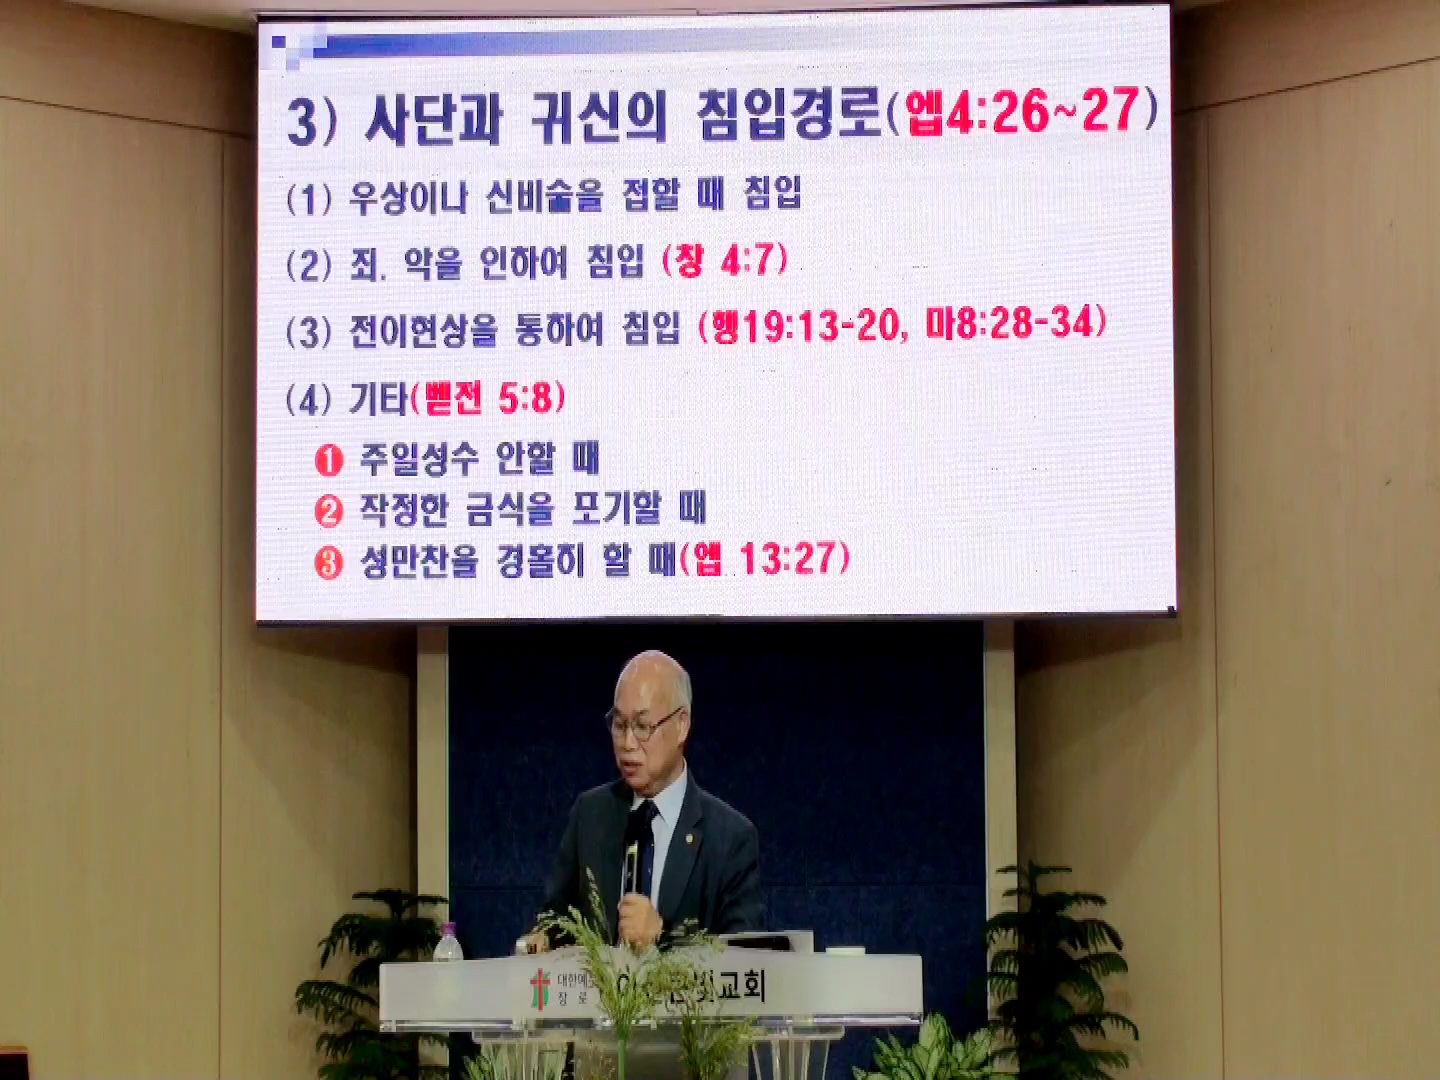 3) 사단과 귀신의 침입경로(엡4:26~27)
(1) 우상이나 신비술을 접할 때 침입
(2) 죄. 악을 인하여 침입 (창 4:7)
(3) 전이현상을 통하여 침입 (행19:13-20, 마8:28-34)
(4) 기타(벧전 5:8)
❶ 주일성수 안할 때
❷ 작정한 금식을 포기할 때
❸ 성만찬을 경홀히 할 때(엡 13:27)
대한예
장로
교회